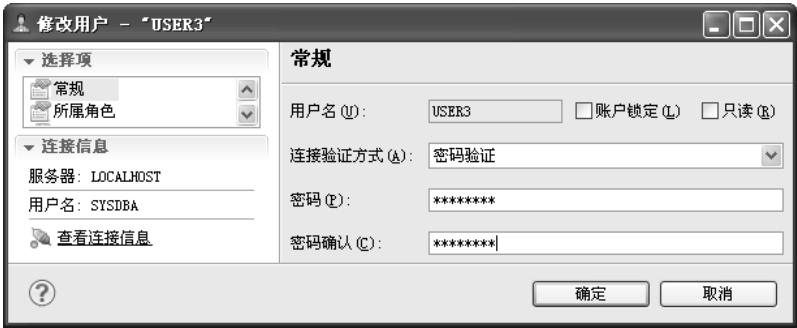 修改用户 - "USER3"
选择项
常规
所属角色
连接信息
服务器: LOCALHOST
用户名: SYSDBA
查看连接信息
常规
用户名(U): USER3 账户锁定(L) 只读(R)
连接验证方式(A): 密码验证
密码(P): ********
密码确认(C): ********
确定 取消